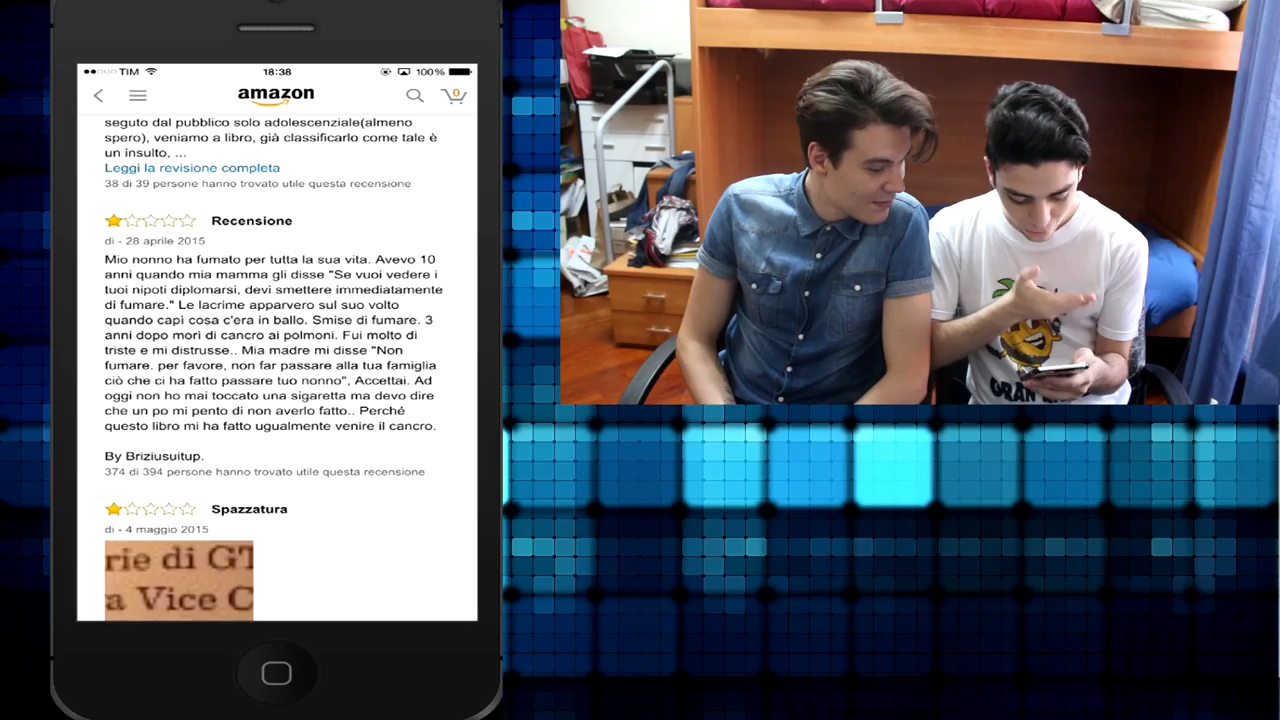 TIM
18:38
100%
amazon
0
seguto dal pubblico solo adolescenziale(almeno
spero), veniamo a libro, già classificarlo come tale è
un insulto, ...
Leggi la revisione completa
38 di 39 persone hanno trovato utile questa recensione
Recensione
di - 28 aprile 2015
Mio nonno ha fumato per tutta la sua vita. Avevo 10
anni quando mia mamma gli disse "Se vuoi vedere i
tuoi nipoti diplomarsi, devi smettere immediatamente
di fumare." Le lacrime apparvero sul suo volto
quando capì cosa c'era in ballo. Smise di fumare. 3
anni dopo morì di cancro ai polmoni. Fui molto di
triste e mi distrusse.. Mia madre mi disse "Non
fumare. per favore, non far passare alla tua famiglia
ciò che ci ha fatto passare tuo nonno", Accettai. Ad
oggi non ho mai toccato una sigaretta ma devo dire
che un po mi pento di non averlo fatto.. Perché
questo libro mi ha fatto ugualmente venire il cancro.
By Briziusuitup.
374 di 394 persone hanno trovato utile questa recensione
Spazzatura
di - 4 maggio 2015
rie di GT
a Vice C
GRAN